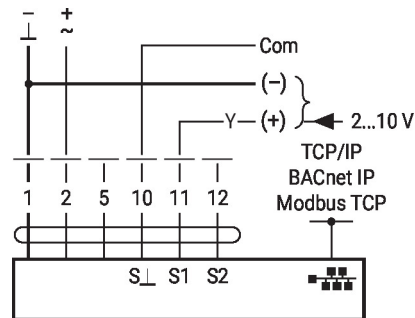 − +
⊥ ~
Com
(−)
Y (+) 2...10 V
TCP/IP
BACnet IP
Modbus TCP
1 2 5 10 11 12
S⊥ S1 S2